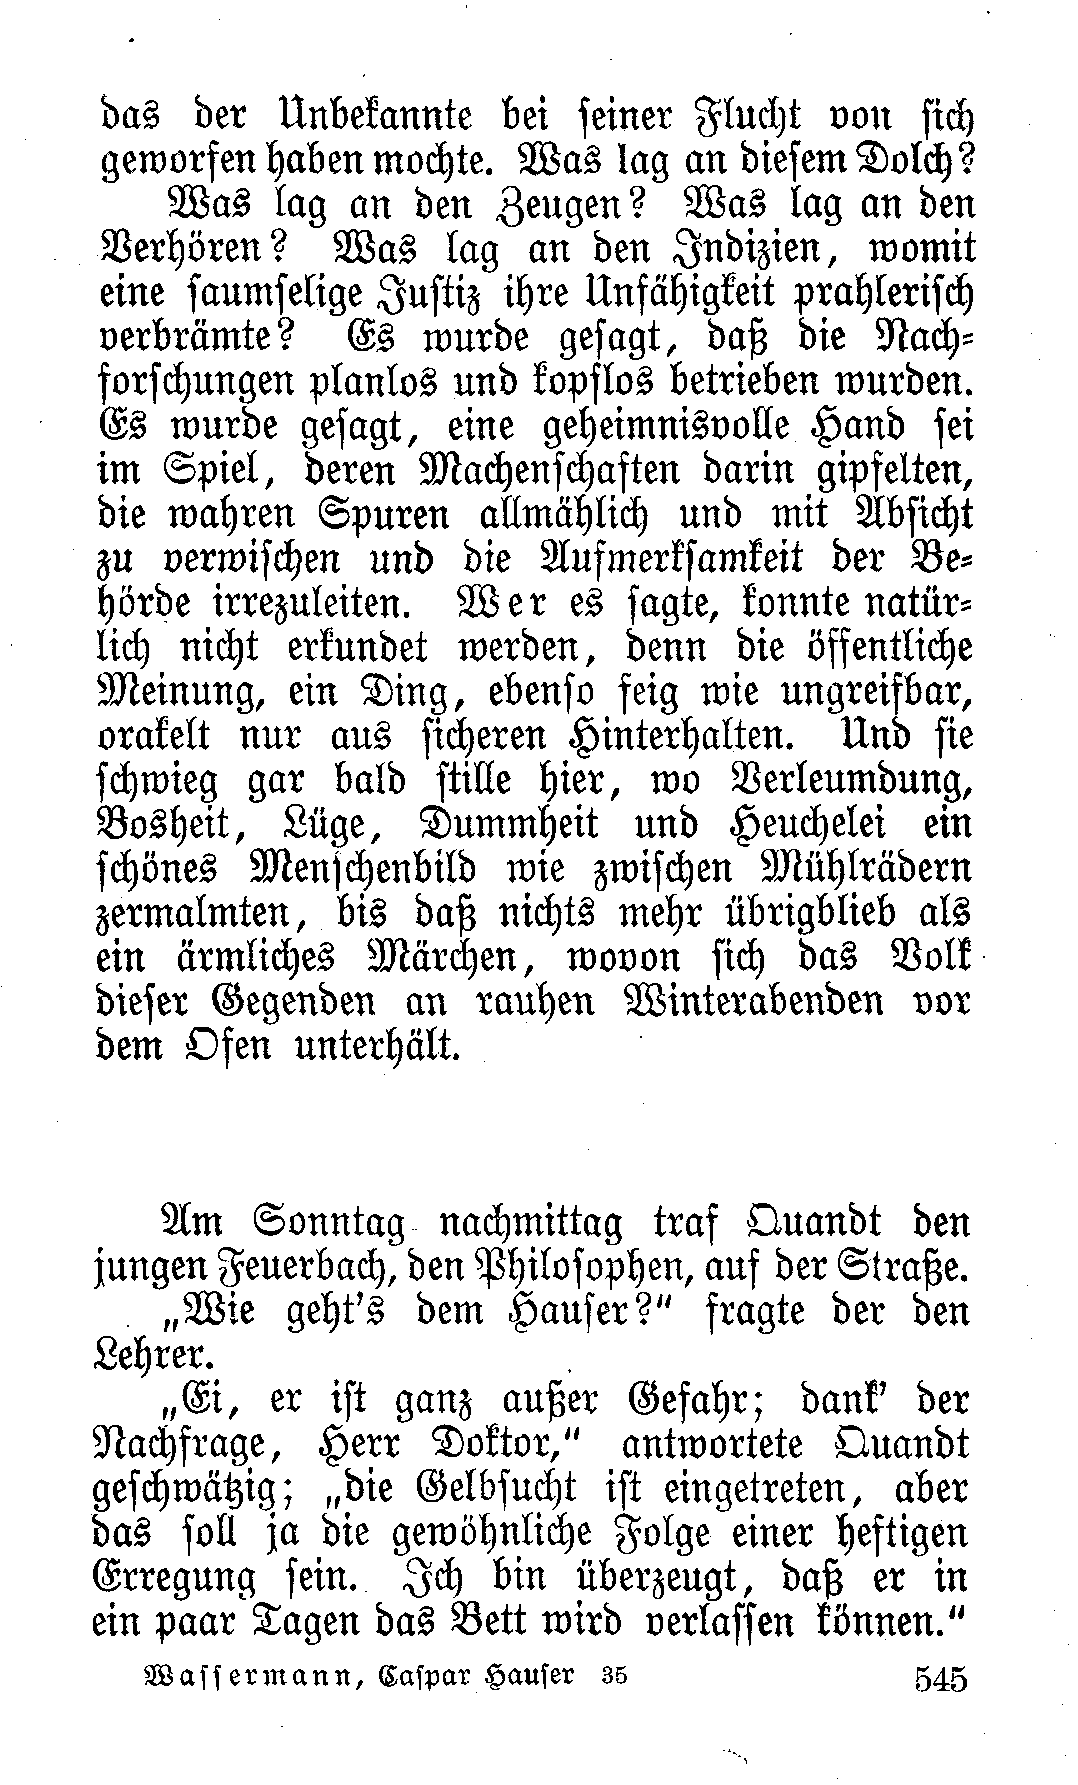 das der Unbekannte bei seiner Flucht von sich
geworfen haben mochte. Was lag an diesem Dolch?
Was lag an den Zeugen? Was lag an den
Verhören? Was lag an den Indizien, womit
eine saumselige Justiz ihre Unfähigkeit prahlerisch
verbrämte? Es wurde gesagt, daß die Nach-
forschungen planlos und kopflos betrieben wurden.
Es wurde gesagt, eine geheimnisvolle Hand sei
im Spiel, deren Machenschaften darin gipfelten,
die wahren Spuren allmählich und mit Absicht
zu verwischen und die Aufmerksamkeit der Be-
hörde irrezuleiten. Wer es sagte, konnte natür-
lich nicht erkundet werden, denn die öffentliche
Meinung, ein Ding, ebenso feig wie ungreifbar,
orakelt nur aus sicheren Hinterhalten. Und sie
schwieg gar bald stille hier, wo Verleumdung,
Bosheit, Lüge, Dummheit und Heuchelei ein
schönes Menschenbild wie zwischen Mühlrädern
zermalmten, bis daß nichts mehr übrigblieb als
ein ärmliches Märchen, wovon sich das Volk
dieser Gegenden an rauhen Winterabenden vor
dem Ofen unterhält.
Am Sonntag nachmittag traf Quandt den
jungen Feuerbach, den Philosophen, auf der Straße.
„Wie geht's dem Hauser?" fragte der den
Lehrer.
„Ei, er ist ganz außer Gefahr; dank' der
Nachfrage, Herr Doktor," antwortete Quandt
geschwätzig; „die Gelbsucht ist eingetreten, aber
das soll ja die gewöhnliche Folge einer heftigen
Erregung sein. Ich bin überzeugt, daß er in
ein paar Tagen das Bett wird verlassen können."
Wassermann, Caspar Hauser 35 545